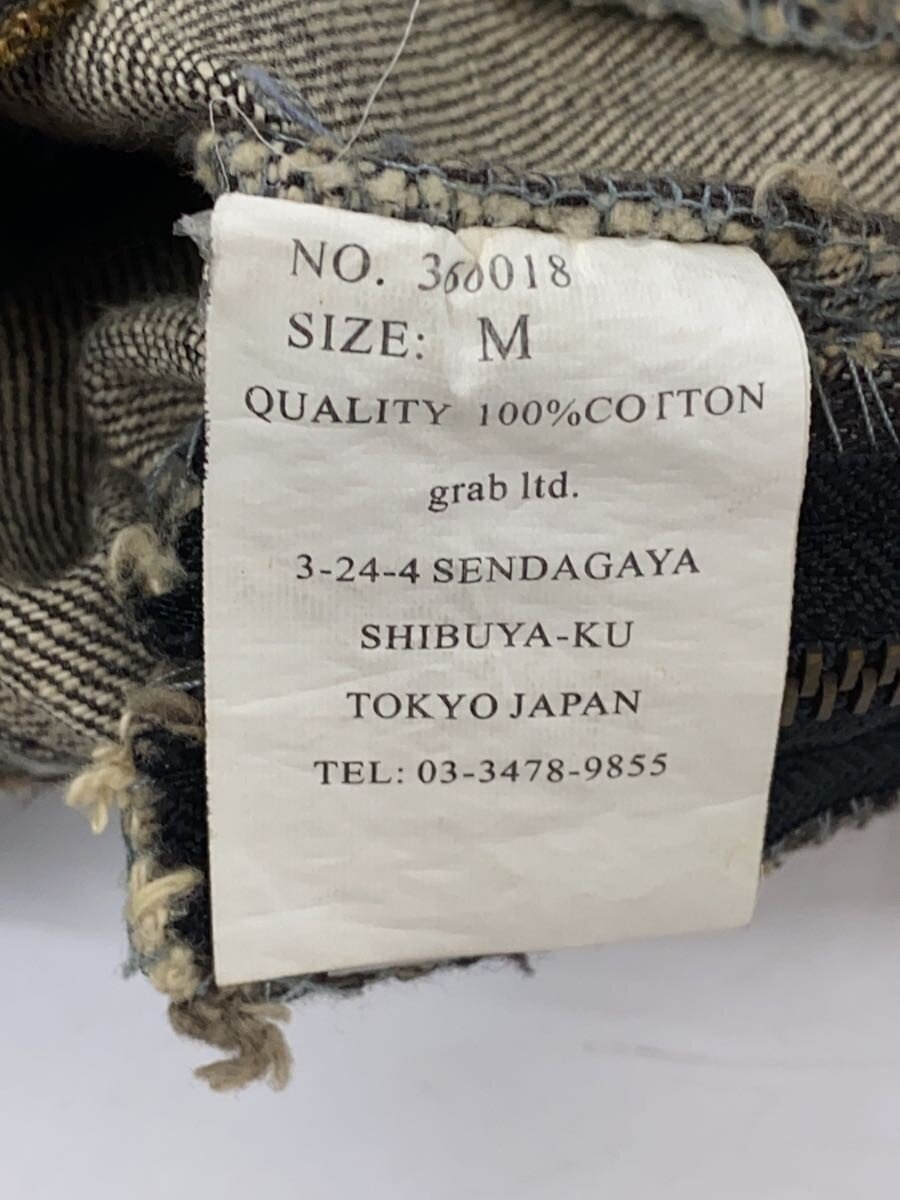 NO. 360018
SIZE: M
QUALITY 100%COTTON
grab ltd.
3-24-4 SENDAGAYA
SHIBUYA-KU
TOKYO JAPAN
TEL: 03-3478-9855